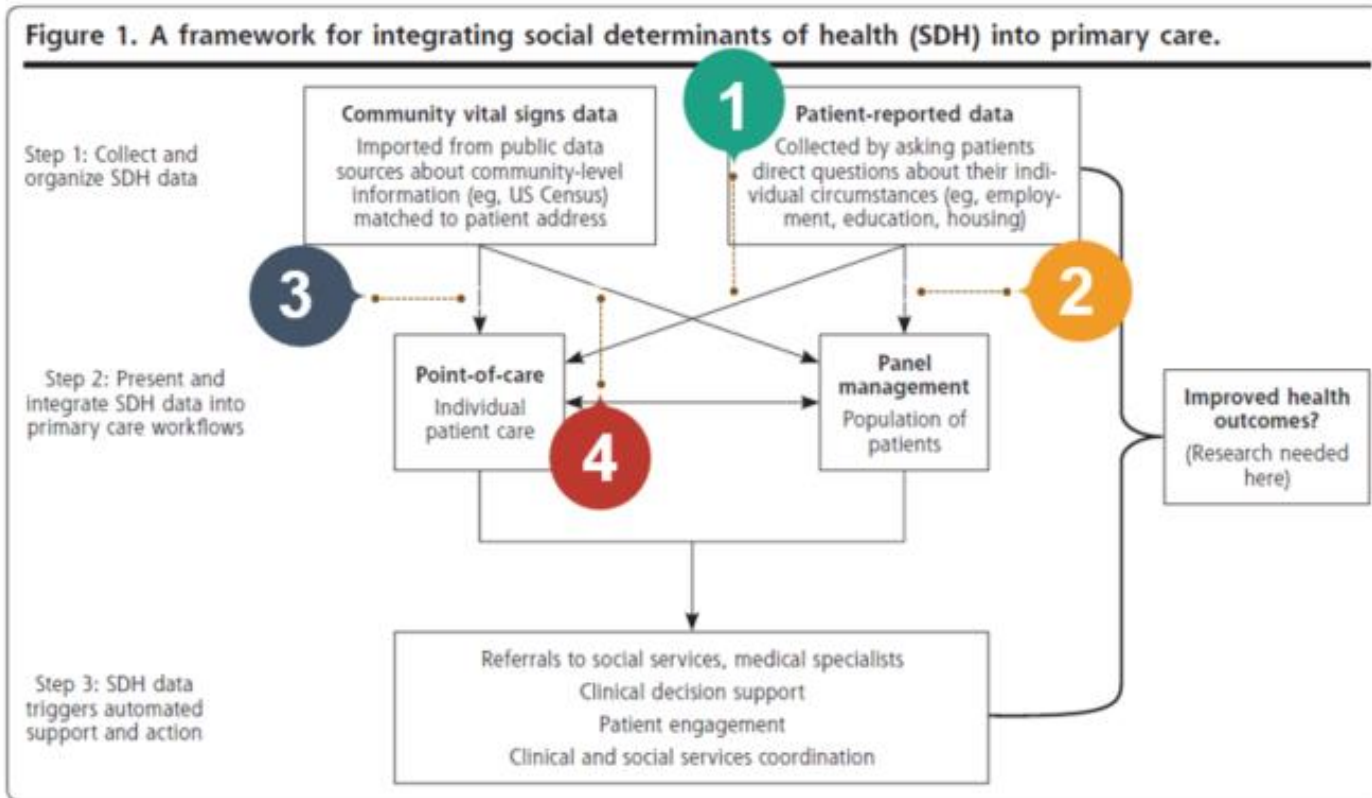 Figure 1. A framework for integrating social determinants of health (SDH) into primary care.
Step 1: Collect and
organize SDH data
Community vital signs data
Imported from public data
sources about community-level
information (eg, US Census)
matched to patient address
1
Patient-reported data
Collected by asking patients
direct questions about their indi-
vidual circumstances (eg, employ-
ment, education, housing)
3
2
Step 2: Present and
integrate SDH data into
primary care workflows
Point-of-care
Individual
patient care
4
Panel
management
Population of
patients
Improved health
outcomes?
(Research needed
here)
Step 3: SDH data
triggers automated
support and action
Referrals to social services, medical specialists
Clinical decision support
Patient engagement
Clinical and social services coordination